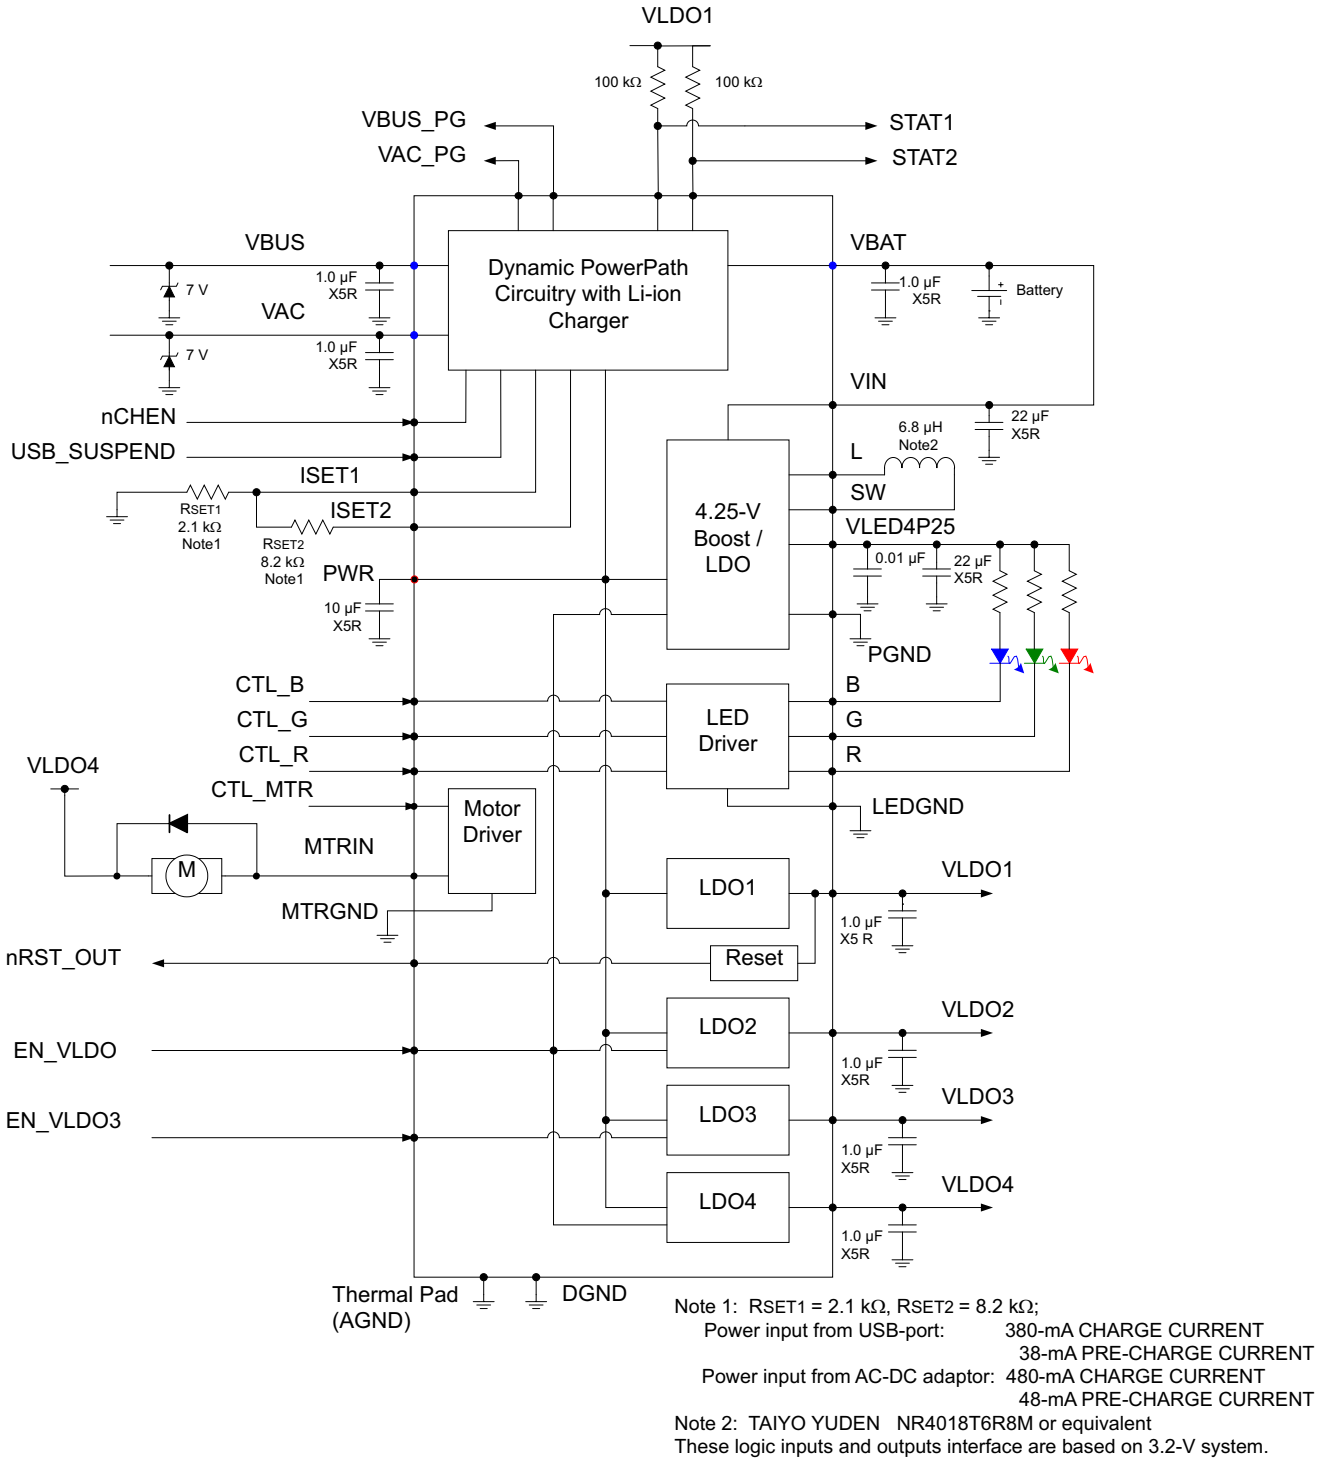 VLDO1
100 kΩ
100 kΩ
VBUS_PG
STAT1
VAC_PG
STAT2
VBUS
VBAT
Dynamic PowerPath
Circuitry with Li-ion
Charger
1.0 µF
X5R
7 V
1.0 µF
X5R
+
Battery
VAC
1.0 µF
X5R
7 V
VIN
nCHEN
22 µF
X5R
6.8 µH
Note2
USB_SUSPEND
L
ISET1
SW
RSET1
2.1 kΩ
Note1
ISET2
4.25-V
Boost /
LDO
VLED4P25
RSET2
8.2 kΩ
Note1
0.01 µF
22 µF
X5R
PWR
10 µF
X5R
PGND
CTL_B
B
CTL_G
LED
Driver
G
CTL_R
R
VLDO4
CTL_MTR
Motor
Driver
LEDGND
MTRIN
M
LDO1
VLDO1
MTRGND
1.0 µF
X5 R
nRST_OUT
Reset
VLDO2
LDO2
EN_VLDO
1.0 µF
X5R
VLDO3
LDO3
EN_VLDO3
1.0 µF
X5R
VLDO4
LDO4
1.0 µF
X5R
Thermal Pad
(AGND)
DGND
Note 1: RSET1 = 2.1 kΩ, RSET2 = 8.2 kΩ;
Power input from USB-port: 380-mA CHARGE CURRENT
38-mA PRE-CHARGE CURRENT
Power input from AC-DC adaptor: 480-mA CHARGE CURRENT
48-mA PRE-CHARGE CURRENT
Note 2: TAIYO YUDEN NR4018T6R8M or equivalent
These logic inputs and outputs interface are based on 3.2-V system.